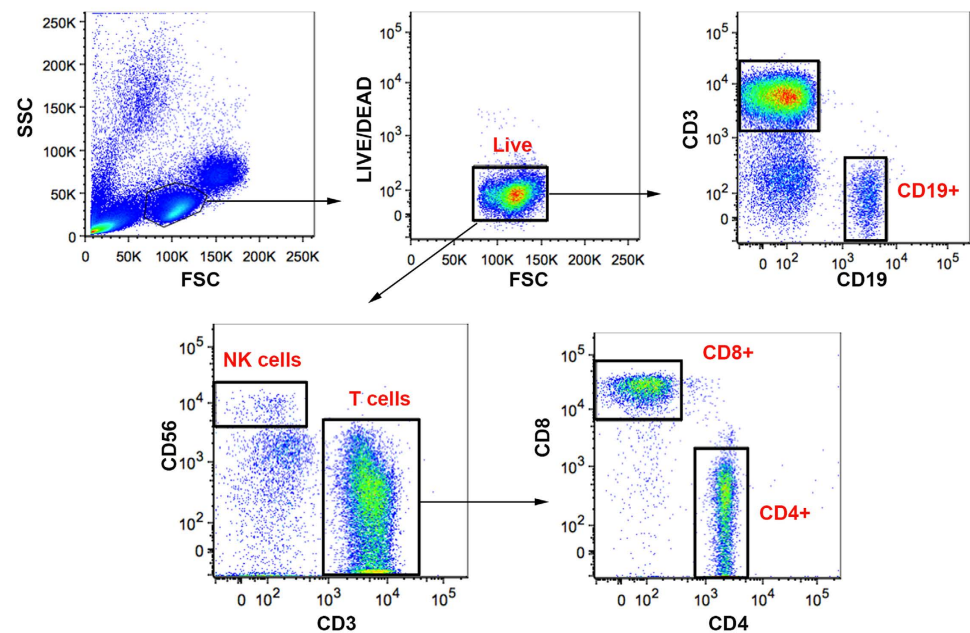 250K
200K
150K
100K
50K
0
SSC
0 50K 100K 150K 200K 250K
FSC
10^5
10^4
10^3
10^2
0
LIVE/DEAD
Live
0 50K 100K 150K 200K 250K
FSC
10^5
10^4
10^3
10^2
0
CD3
CD19+
0 10^2 10^3 10^4 10^5
CD19
10^5
10^4
10^3
10^2
0
CD56
NK cells
T cells
0 10^2 10^3 10^4 10^5
CD3
10^5
10^4
10^3
10^2
0
CD8
CD8+
CD4+
0 10^2 10^3 10^4 10^5
CD4